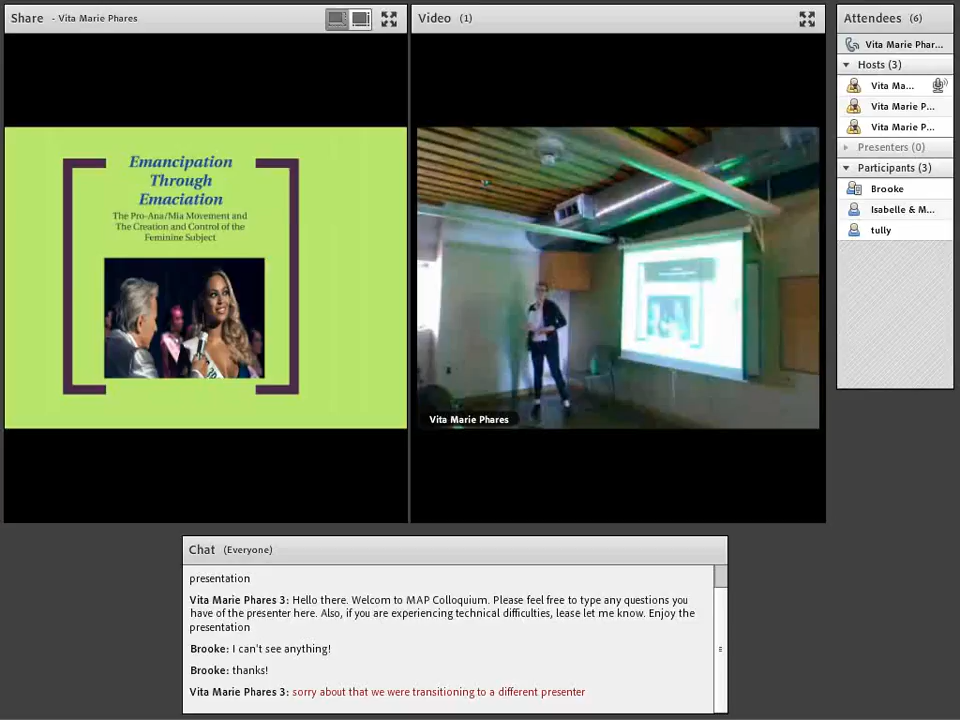 Share - Vita Marie Phares
Video (1)
Attendees (6)
Vita Marie Phar...
Hosts (3)
Vita Ma...
Vita Marie P...
Vita Marie P...
Presenters (0)
Participants (3)
Brooke
Isabelle & M...
tully
Emancipation
Through
Emaciation
The Pro-Ana/Mia Movement and
The Creation and Control of the
Feminine Subject
Vita Marie Phares
Chat (Everyone)
presentation
Vita Marie Phares 3: Hello there. Welcom to MAP Colloquium. Please feel free to type any questions you
have of the presenter here. Also, if you are experiencing technical difficulties, lease let me know. Enjoy the
presentation
Brooke: I can't see anything!
Brooke: thanks!
Vita Marie Phares 3: sorry about that we were transitioning to a different presenter